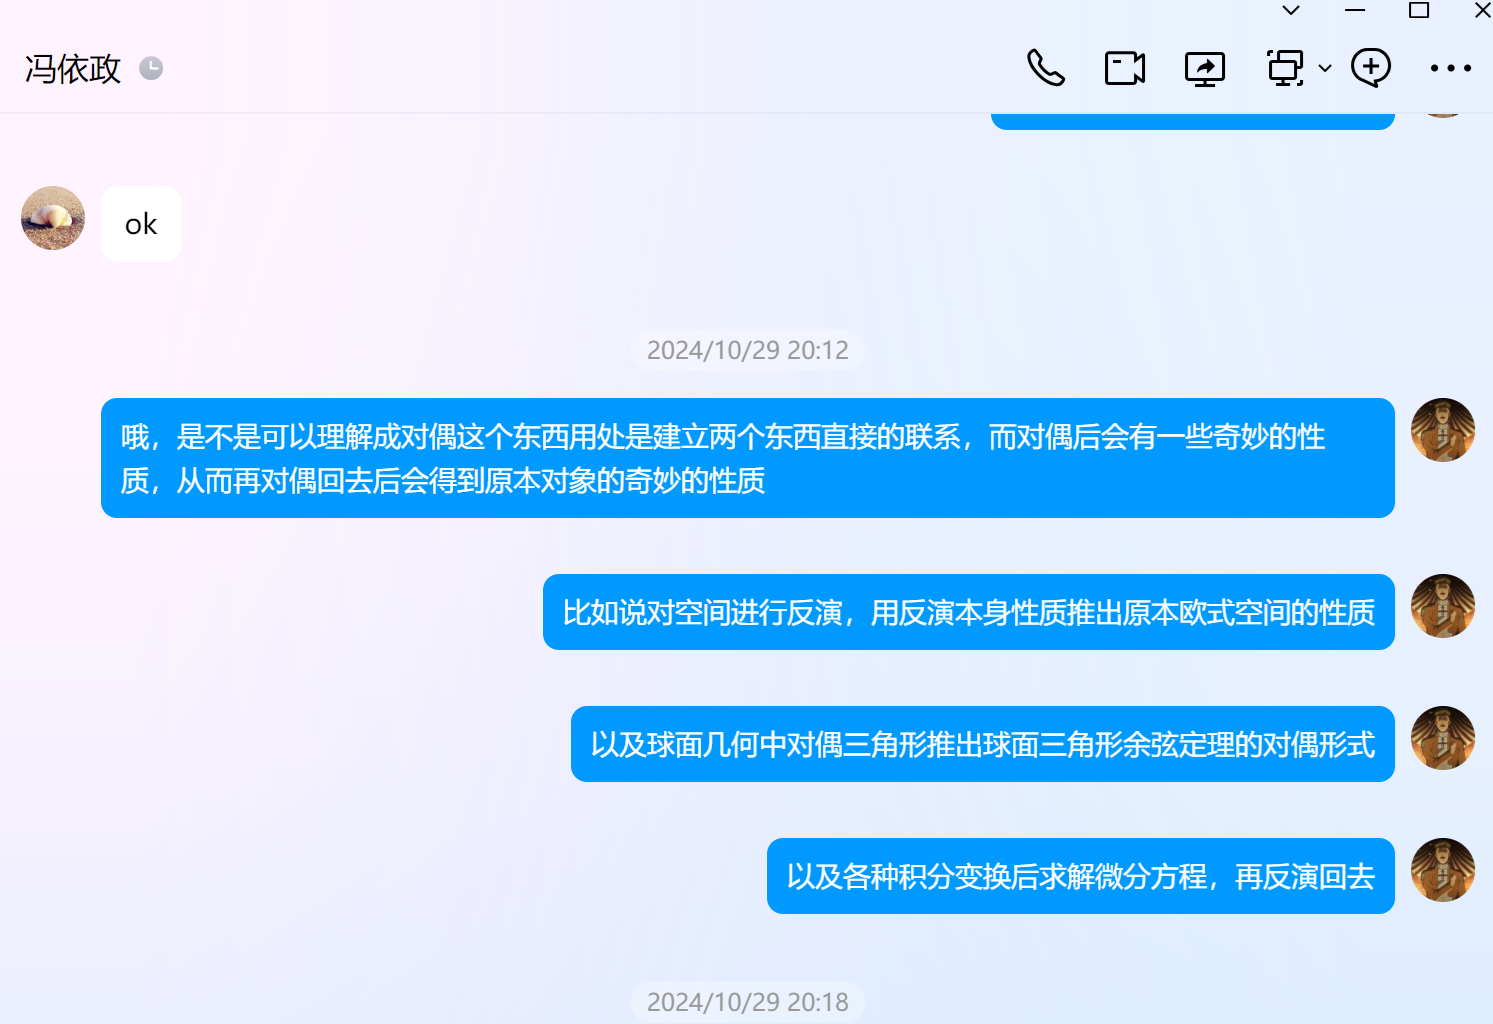 冯依政
ok
2024/10/29 20:12
哦，是不是可以理解成对偶这个东西用处是建立两个东西直接的联系，而对偶后会有一些奇妙的性
质，从而再对偶回去后会得到原本对象的奇妙的性质
比如说对空间进行反演，用反演本身性质推出原本欧式空间的性质
以及球面几何中对偶三角形推出球面三角形余弦定理的对偶形式
以及各种积分变换后求解微分方程，再反演回去
2024/10/29 20:18